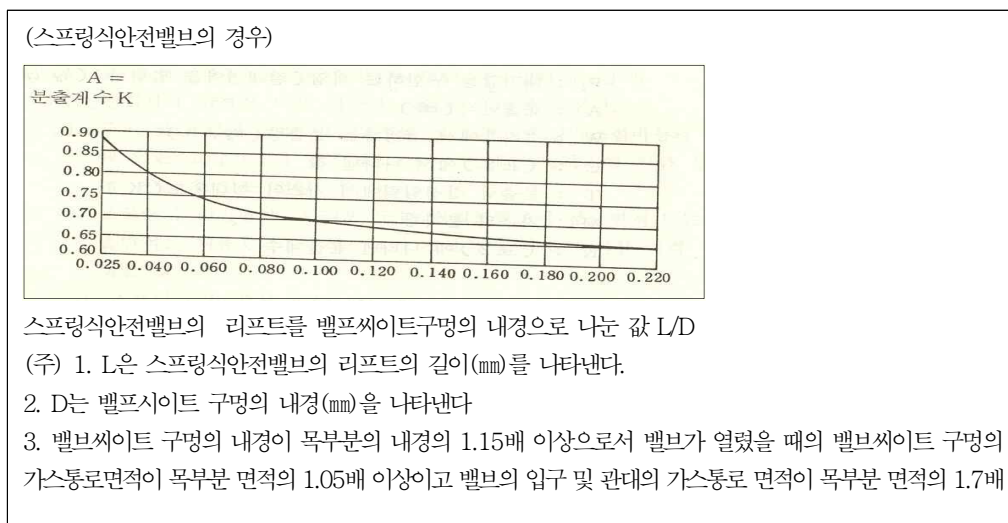 (스프링식안전밸브의 경우)
A =
분출계수 K
0.90
0.85
0.80
0.75
0.70
0.65
0.60
0.025 0.040 0.060 0.080 0.100 0.120 0.140 0.160 0.180 0.200 0.220
스프링식안전밸브의 리프트를 밸프씨이트구멍의 내경으로 나눈 값 L/D
(주) 1. L은 스프링식안전밸브의 리프트의 길이(㎜)를 나타낸다.
2. D는 밸프시이트 구멍의 내경(㎜)을 나타낸다
3. 밸브씨이트 구멍의 내경이 목부분의 내경의 1.15배 이상으로서 밸브가 열렸을 때의 밸브씨이트 구멍의
가스통로면적이 목부분 면적의 1.05배 이상이고 밸브의 입구 및 관대의 가스통로 면적이 목부분 면적의 1.7배